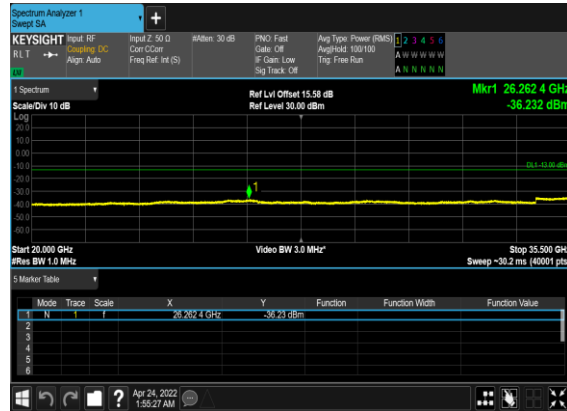 Spectrum Analyzer 1
Swept SA
+
KEYSIGHT Input: RF Input Z: 50 Ω #Atten: 30 dB PNO: Fast Avg Type: Power (RMS) 1 2 3 4 5 6
RLT Coupling: DC Corr CCorr Gate: Off Avg|Hold: 100/100 A W W W W W
Align: Auto Freq Ref: Int (S) IF Gain: Low Trig: Free Run
Sig Track: Off A N N N N N
1 Spectrum
Ref Lvl Offset 15.58 dB Mkr1 26.262 4 GHz
Scale/Div 10 dB Ref Level 30.00 dBm -36.232 dBm
Log
20.0
10.0
0.00
-10.0
DL1 -13.00 dBm
-20.0
1
-30.0
-40.0
-50.0
-60.0
Start 20.000 GHz Video BW 3.0 MHz* Stop 35.500 GHz
#Res BW 1.0 MHz Sweep ~30.2 ms (40001 pts
5 Marker Table
Mode Trace Scale X Y Function Function Width Function Value
1 N 1 f 26.262 4 GHz -36.23 dBm
2
3
4
5
6
? Apr 24, 2022
1:55:27 AM